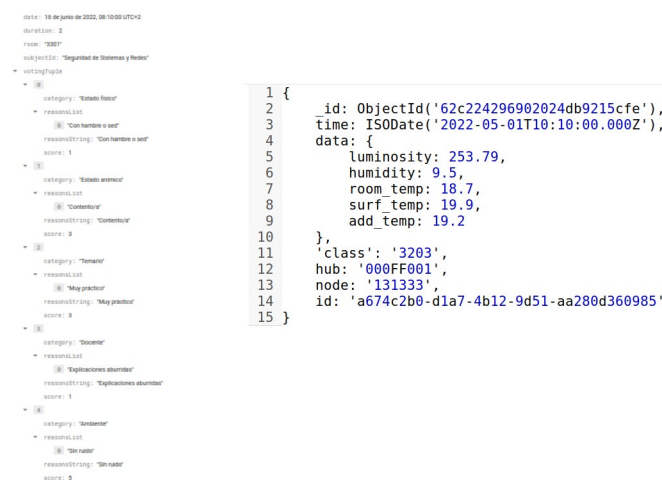 date: 16 de junio de 2022, 08:10:00 UTC+2
duration: 2
room: "3301"
subjectId: "Seguridad de Sistemas y Redes"
votingTuple
0
category: "Estado físico"
reasonsList
0 "Con hambre o sed"
reasonsString: "Con hambre o sed"
score: 1
1
category: "Estado anímico"
reasonsList
0 "Contento/a"
reasonsString: "Contento/a"
score: 3
2
category: "Temario"
reasonsList
0 "Muy práctico"
reasonsString: "Muy práctico"
score: 3
3
category: "Docente"
reasonsList
0 "Explicaciones aburridas"
reasonsString: "Explicaciones aburridas"
score: 1
4
category: "Ambiente"
reasonsList
0 "Sin ruido"
reasonsString: "Sin ruido"
score: 5
1 {
2 _id: ObjectId('62c224296902024db9215cfe'),
3 time: ISODate('2022-05-01T10:10:00.000Z'),
4 data: {
5 luminosity: 253.79,
6 humidity: 9.5,
7 room_temp: 18.7,
8 surf_temp: 19.9,
9 add_temp: 19.2
10 },
11 'class': '3203',
12 hub: '000FF001',
13 node: '131333',
14 id: 'a674c2b0-d1a7-4b12-9d51-aa280d360985'
15 }